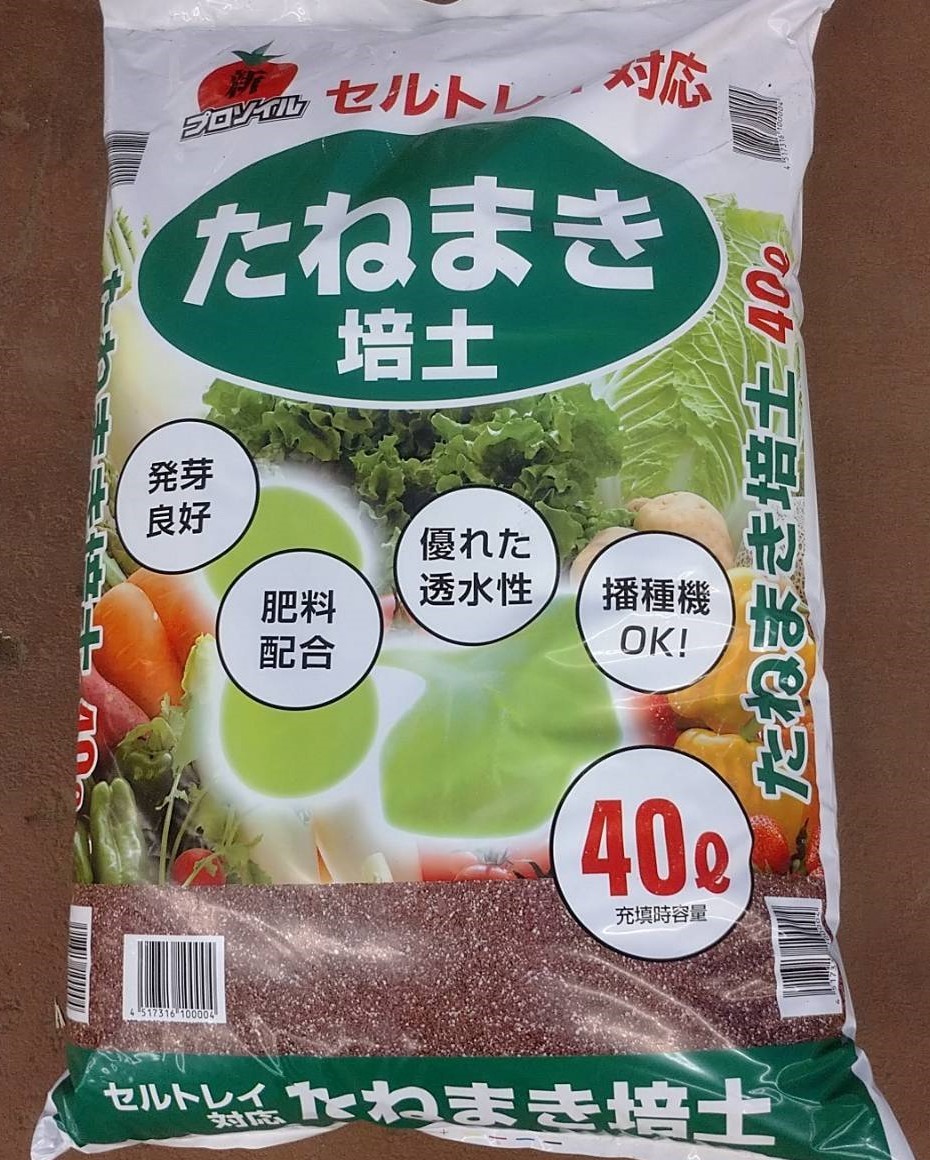 新
プロソイル
セルトレイ対応
4517316100004
たねまき
培土
たねまき培土 40ℓ
たねまき培土 40ℓ
発芽
良好
肥料
配合
優れた
透水性
播種機
OK!
40ℓ
充填時容量
4517316100004
セルトレイ
対応
たねまき培土